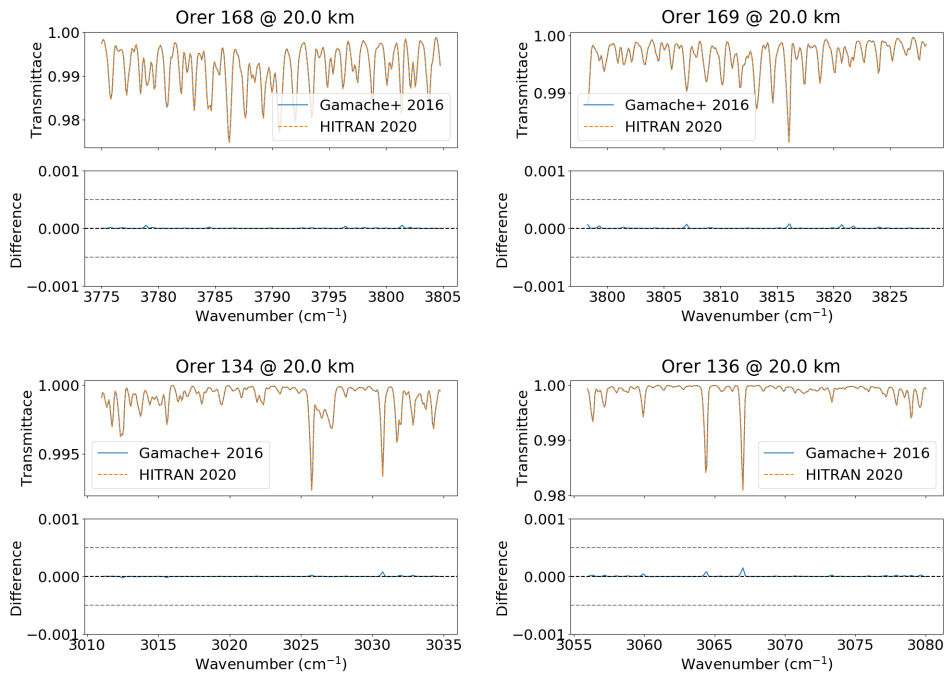 Orer 168 @ 20.0 km
Transmittace
1.00
0.99
0.98
Gamache+ 2016
HITRAN 2020
Difference
0.001
0.000
−0.001
3775 3780 3785 3790 3795 3800 3805
Wavenumber (cm⁻¹)
Orer 169 @ 20.0 km
Transmittace
1.00
0.99
Gamache+ 2016
HITRAN 2020
Difference
0.001
0.000
−0.001
3800 3805 3810 3815 3820 3825
Wavenumber (cm⁻¹)
Orer 134 @ 20.0 km
Transmittace
1.000
0.995
Gamache+ 2016
HITRAN 2020
Difference
0.001
0.000
−0.001
3010 3015 3020 3025 3030 3035
Wavenumber (cm⁻¹)
Orer 136 @ 20.0 km
Transmittace
1.00
0.99
0.98
Gamache+ 2016
HITRAN 2020
Difference
0.001
0.000
−0.001
3055 3060 3065 3070 3075 3080
Wavenumber (cm⁻¹)